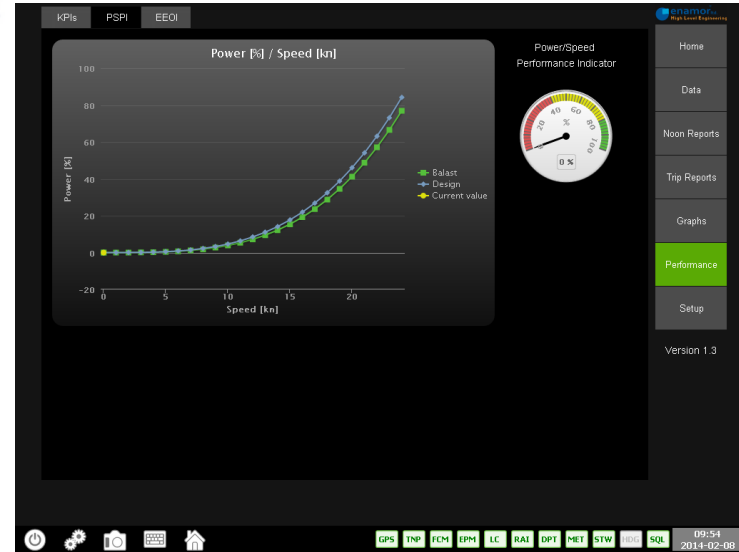 KPIs PSPI EEOI
enamor
High Level Engineering
Power [%] / Speed [kn]
Power [%]
100
80
60
40
20
0
-20
0 5 10 15 20
Speed [kn]
Balast
Design
Current value
Power/Speed
Performance Indicator
20 40 60 80 100
%
0 %
Home
Data
Noon Reports
Trip Reports
Graphs
Performance
Setup
Version 1.3
GPS TNP FCM EPM LC RAI DPT MET STW HDG SQL
09:54
2014-02-08